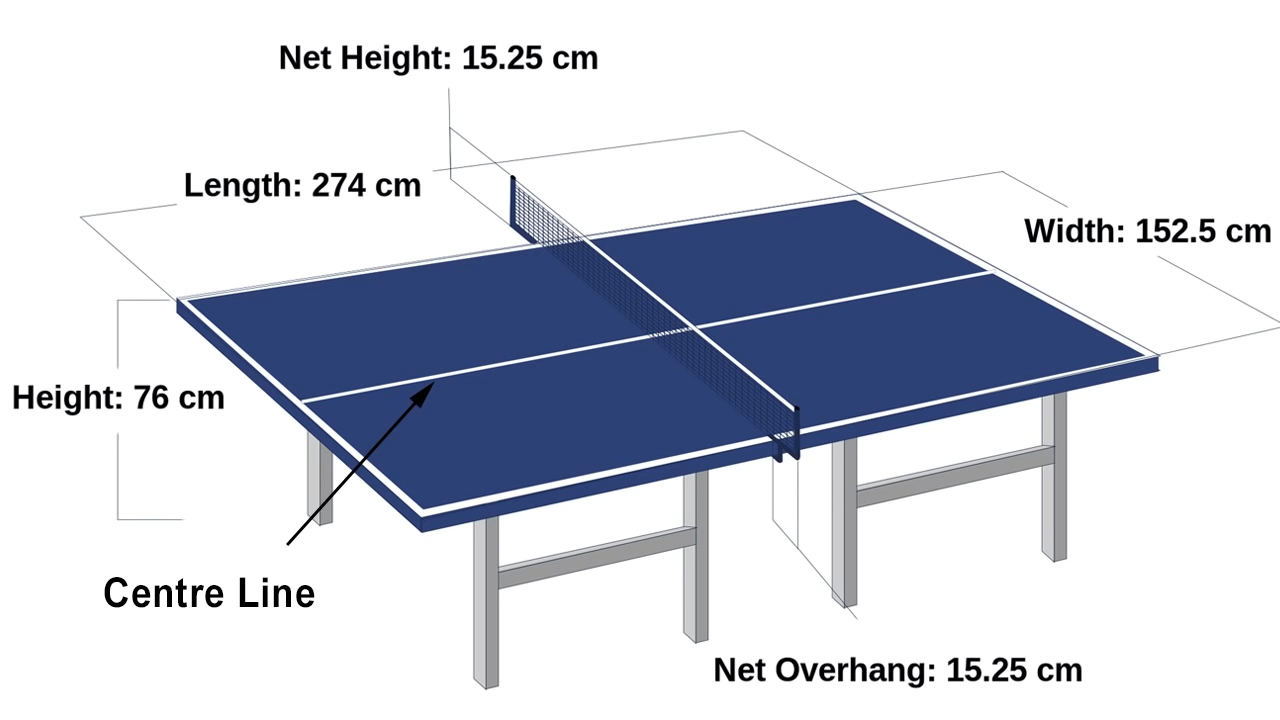 Net Height: 15.25 cm
Length: 274 cm
Width: 152.5 cm
Height: 76 cm
Centre Line
Net Overhang: 15.25 cm